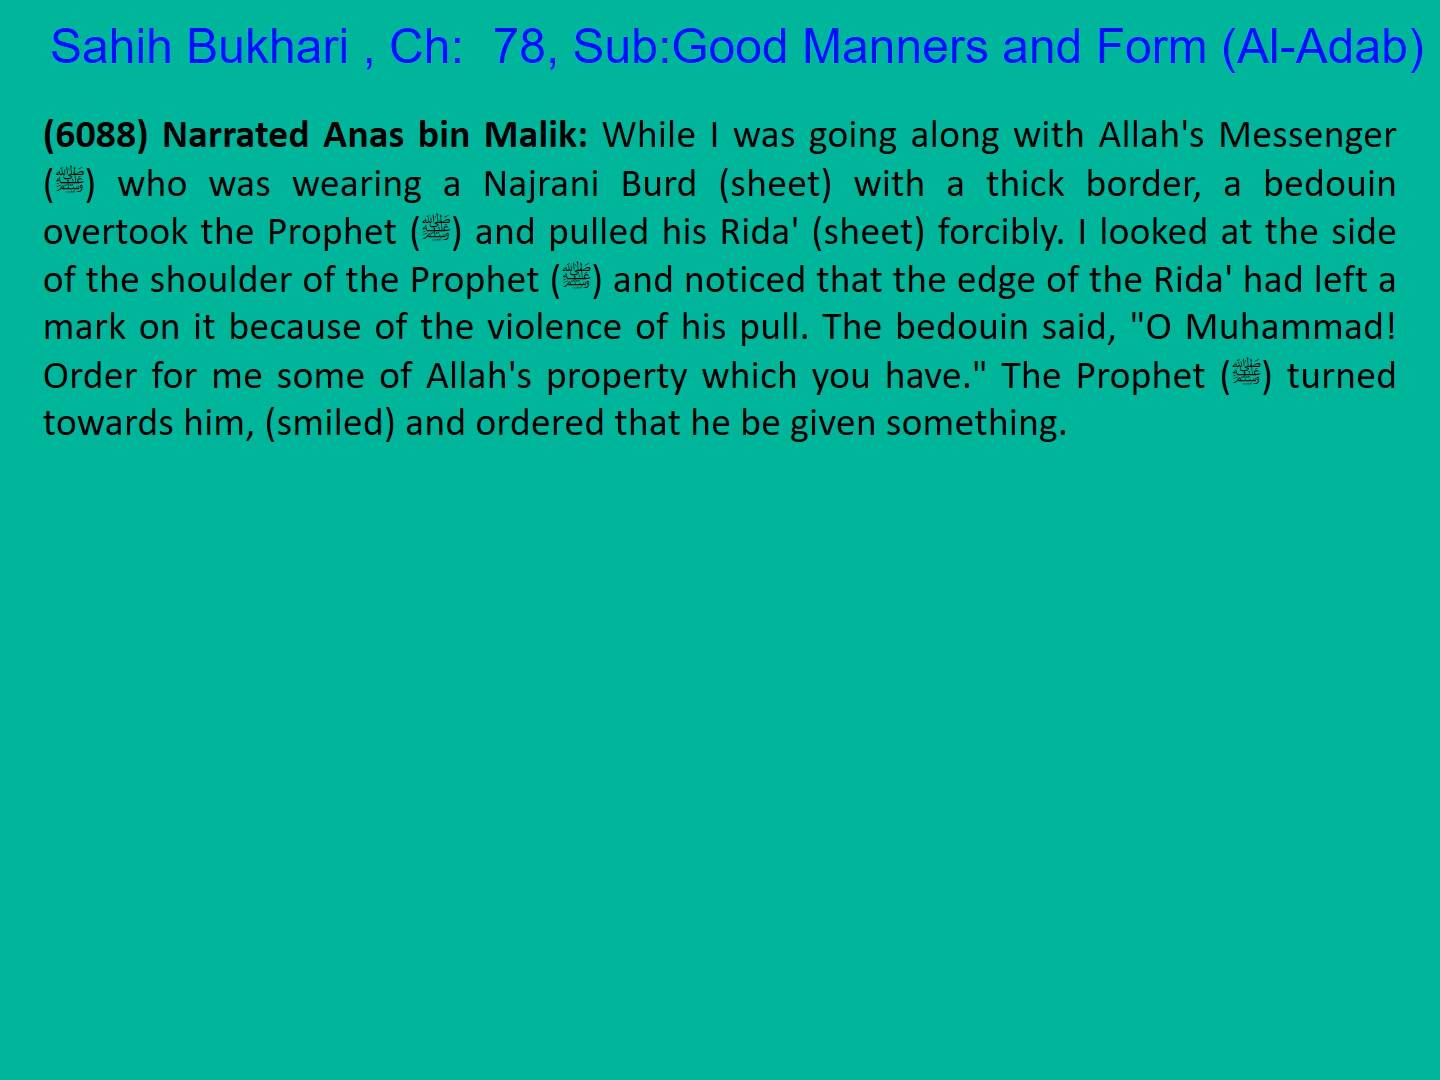 Sahih Bukhari , Ch:  78, Sub:Good Manners and Form (Al-Adab)
(6088) Narrated Anas bin Malik: While I was going along with Allah's Messenger
(ﷺ) who was wearing a Najrani Burd (sheet) with a thick border, a bedouin
overtook the Prophet (ﷺ) and pulled his Rida' (sheet) forcibly. I looked at the side
of the shoulder of the Prophet (ﷺ) and noticed that the edge of the Rida' had left a
mark on it because of the violence of his pull. The bedouin said, "O Muhammad!
Order for me some of Allah's property which you have." The Prophet (ﷺ) turned
towards him, (smiled) and ordered that he be given something.